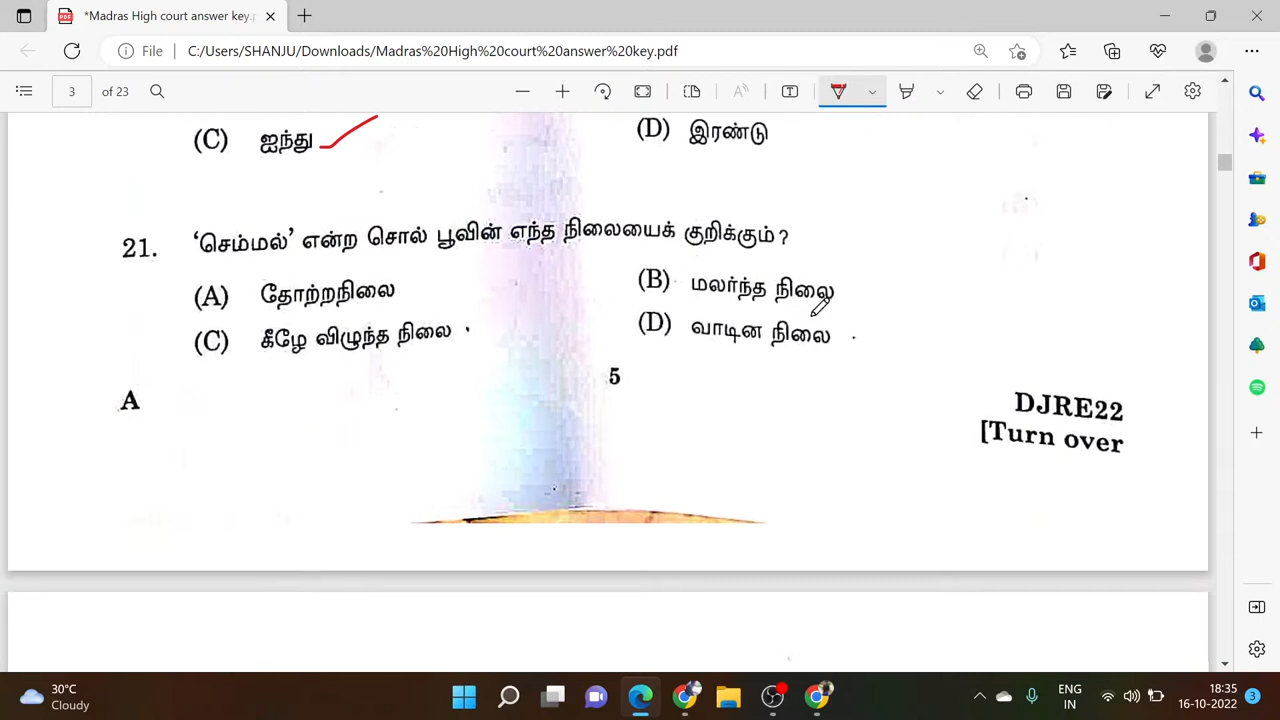 *Madras High court answer key.p
File C:/Users/SHANJU/Downloads/Madras%20High%20court%20answer%20key.pdf
3 of 23
(C) ஐந்து (D) இரண்டு
21. ‘செம்மல்’ என்ற சொல் பூவின் எந்த நிலையைக் குறிக்கும்?
(A) தோற்றநிலை (B) மலர்ந்த நிலை
(C) கீழே விழுந்த நிலை (D) வாடின நிலை
5
A DJRE22
[Turn over
30°C
Cloudy
ENG
IN
18:35
16-10-2022
3